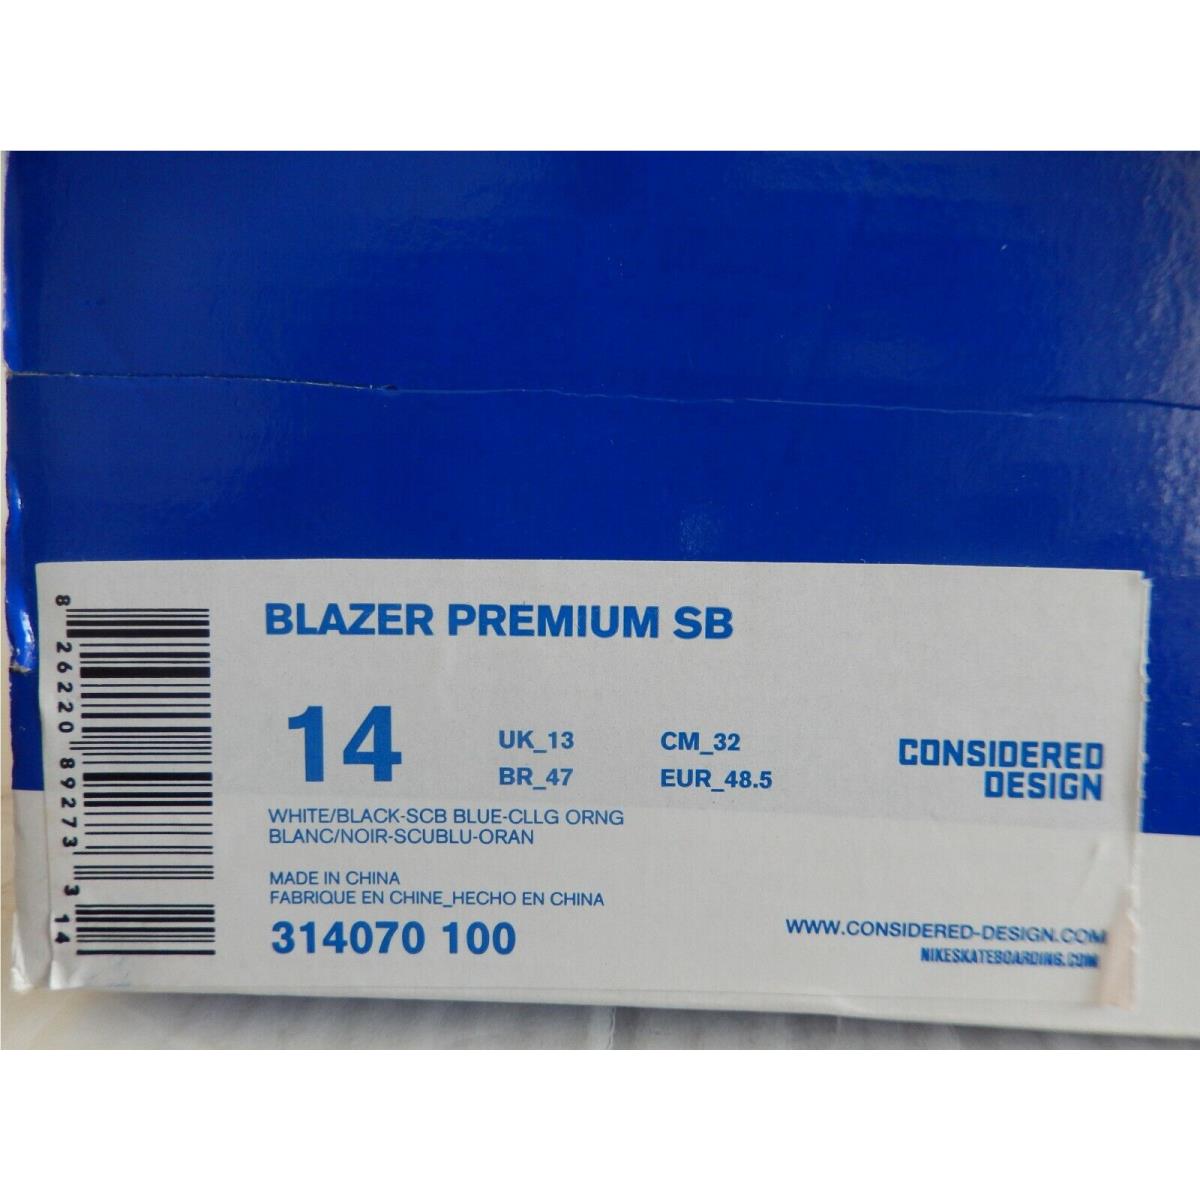 BLAZER PREMIUM SB
14
UK_13
CM_32
BR_47
EUR_48.5
CONSIDERED
DESIGN
WHITE/BLACK-SCB BLUE-CLLG ORNG
BLANC/NOIR-SCUBLU-ORAN
MADE IN CHINA
FABRIQUE EN CHINE_HECHO EN CHINA
314070 100
WWW.CONSIDERED-DESIGN.COM
NIKESKATEBOARDING.COM
8 26220 89273 3 14